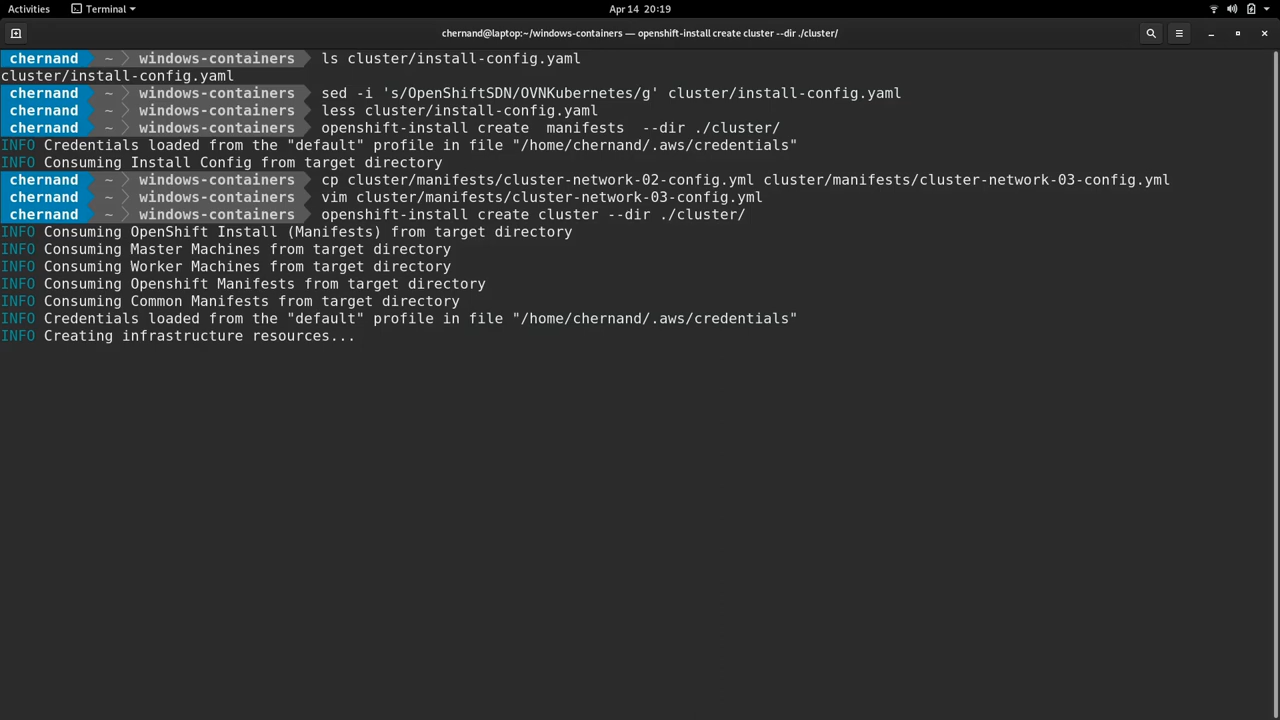 Activities Terminal Apr 14 20:19
chernand@laptop:~/windows-containers — openshift-install create cluster --dir ./cluster/
chernand ~ windows-containers ls cluster/install-config.yaml
cluster/install-config.yaml
chernand ~ windows-containers sed -i 's/OpenShiftSDN/OVNKubernetes/g' cluster/install-config.yaml
chernand ~ windows-containers less cluster/install-config.yaml
chernand ~ windows-containers openshift-install create  manifests  --dir ./cluster/
INFO Credentials loaded from the "default" profile in file "/home/chernand/.aws/credentials"
INFO Consuming Install Config from target directory
chernand ~ windows-containers cp cluster/manifests/cluster-network-02-config.yml cluster/manifests/cluster-network-03-config.yml
chernand ~ windows-containers vim cluster/manifests/cluster-network-03-config.yml
chernand ~ windows-containers openshift-install create cluster --dir ./cluster/
INFO Consuming OpenShift Install (Manifests) from target directory
INFO Consuming Master Machines from target directory
INFO Consuming Worker Machines from target directory
INFO Consuming Openshift Manifests from target directory
INFO Consuming Common Manifests from target directory
INFO Credentials loaded from the "default" profile in file "/home/chernand/.aws/credentials"
INFO Creating infrastructure resources...